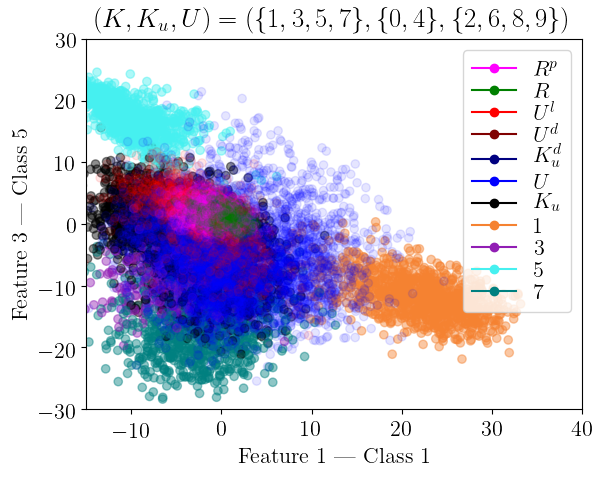 (K, K_u, U) = ({1, 3, 5, 7}, {0, 4}, {2, 6, 8, 9})
30
20
10
0
−10
−20
−30
Feature 3 — Class 5
R^p
R
U^l
U^d
K_u^d
U
K_u
1
3
5
7
−10
0
10
20
30
40
Feature 1 — Class 1